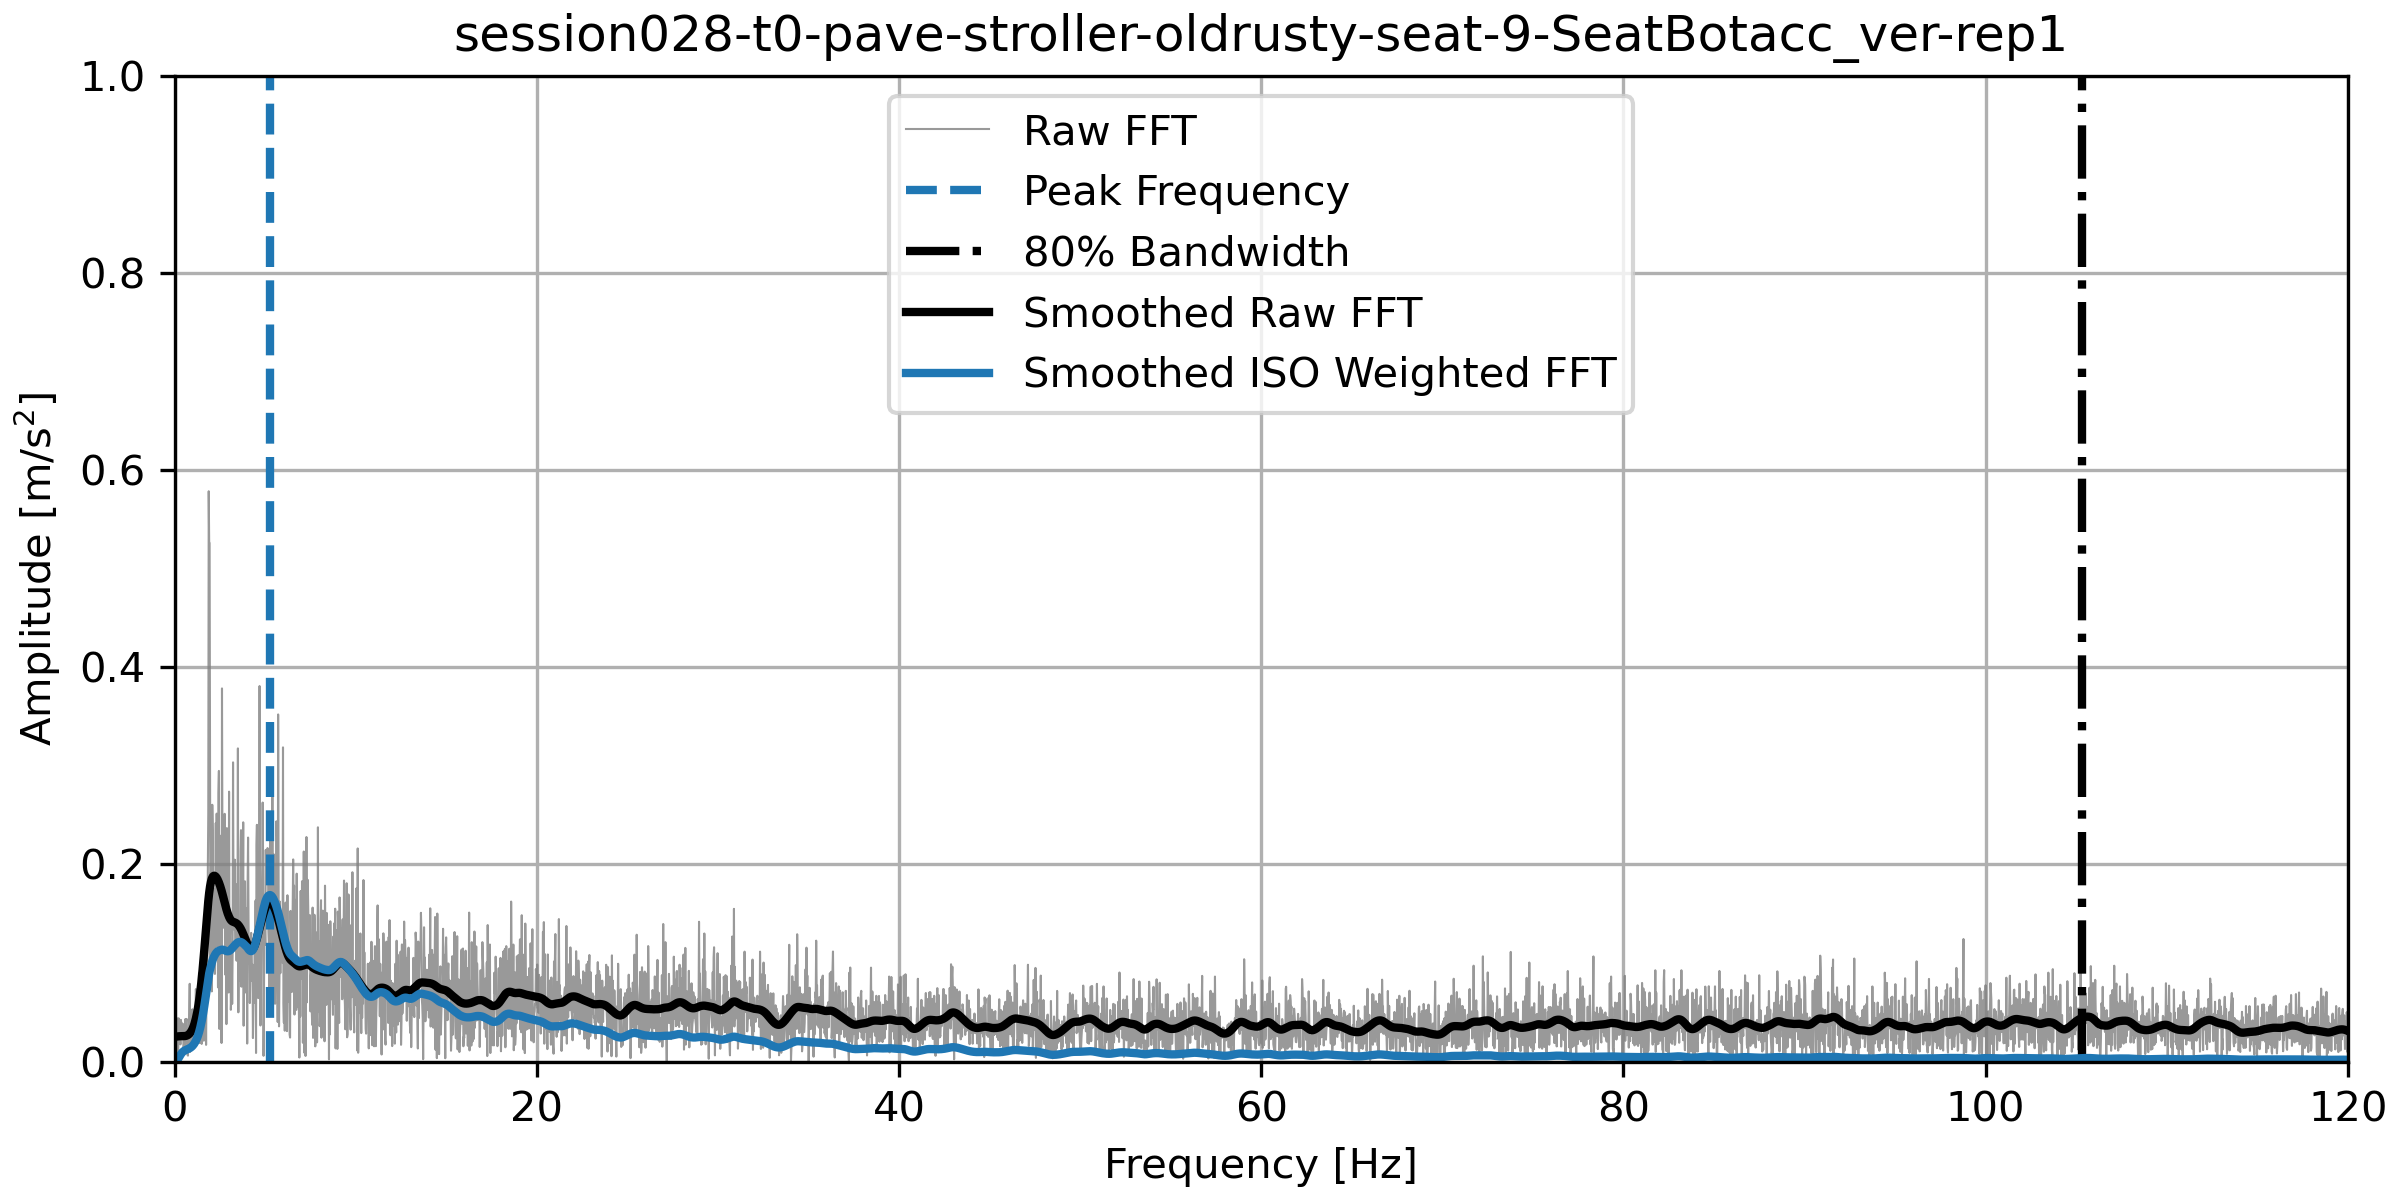 session028-t0-pave-stroller-oldrusty-seat-9-SeatBotacc_ver-rep1
1.0
0.8
0.6
0.4
0.2
0.0
Amplitude [m/s²]
Raw FFT
Peak Frequency
80% Bandwidth
Smoothed Raw FFT
Smoothed ISO Weighted FFT
0 20 40 60 80 100 120
Frequency [Hz]